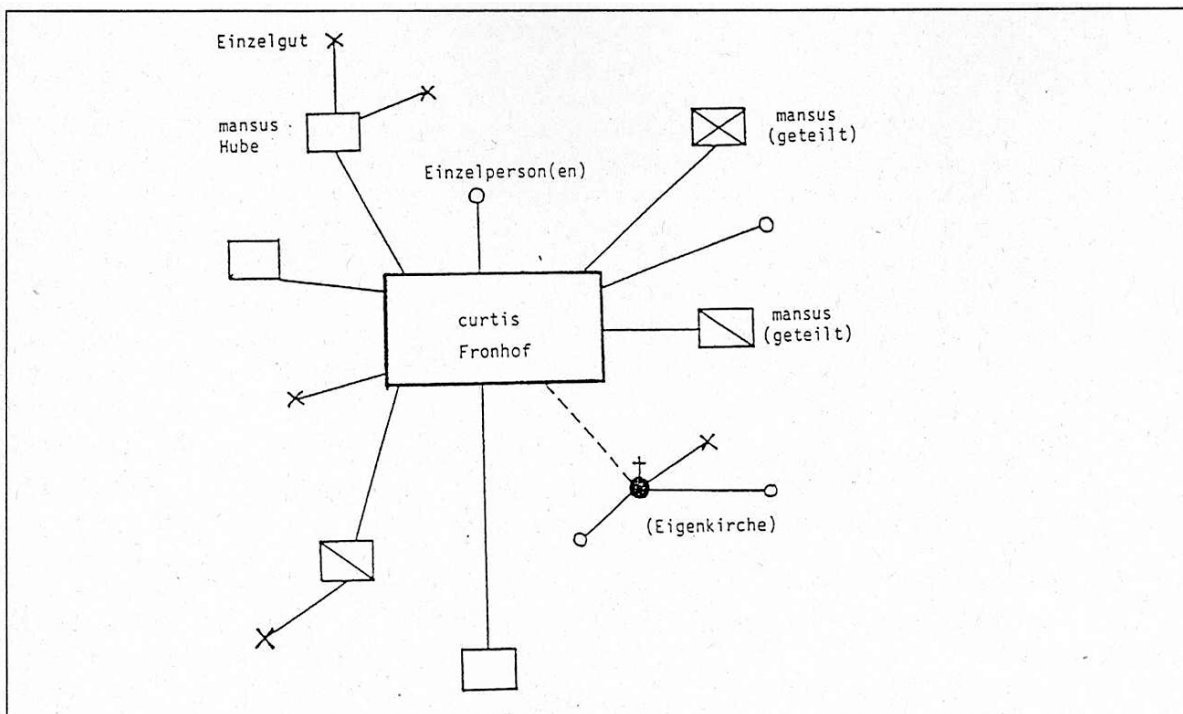 Einzelgut
mansus
Hube
Einzelperson(en)
mansus
(geteilt)
curtis
Fronhof
mansus
(geteilt)
(Eigenkirche)